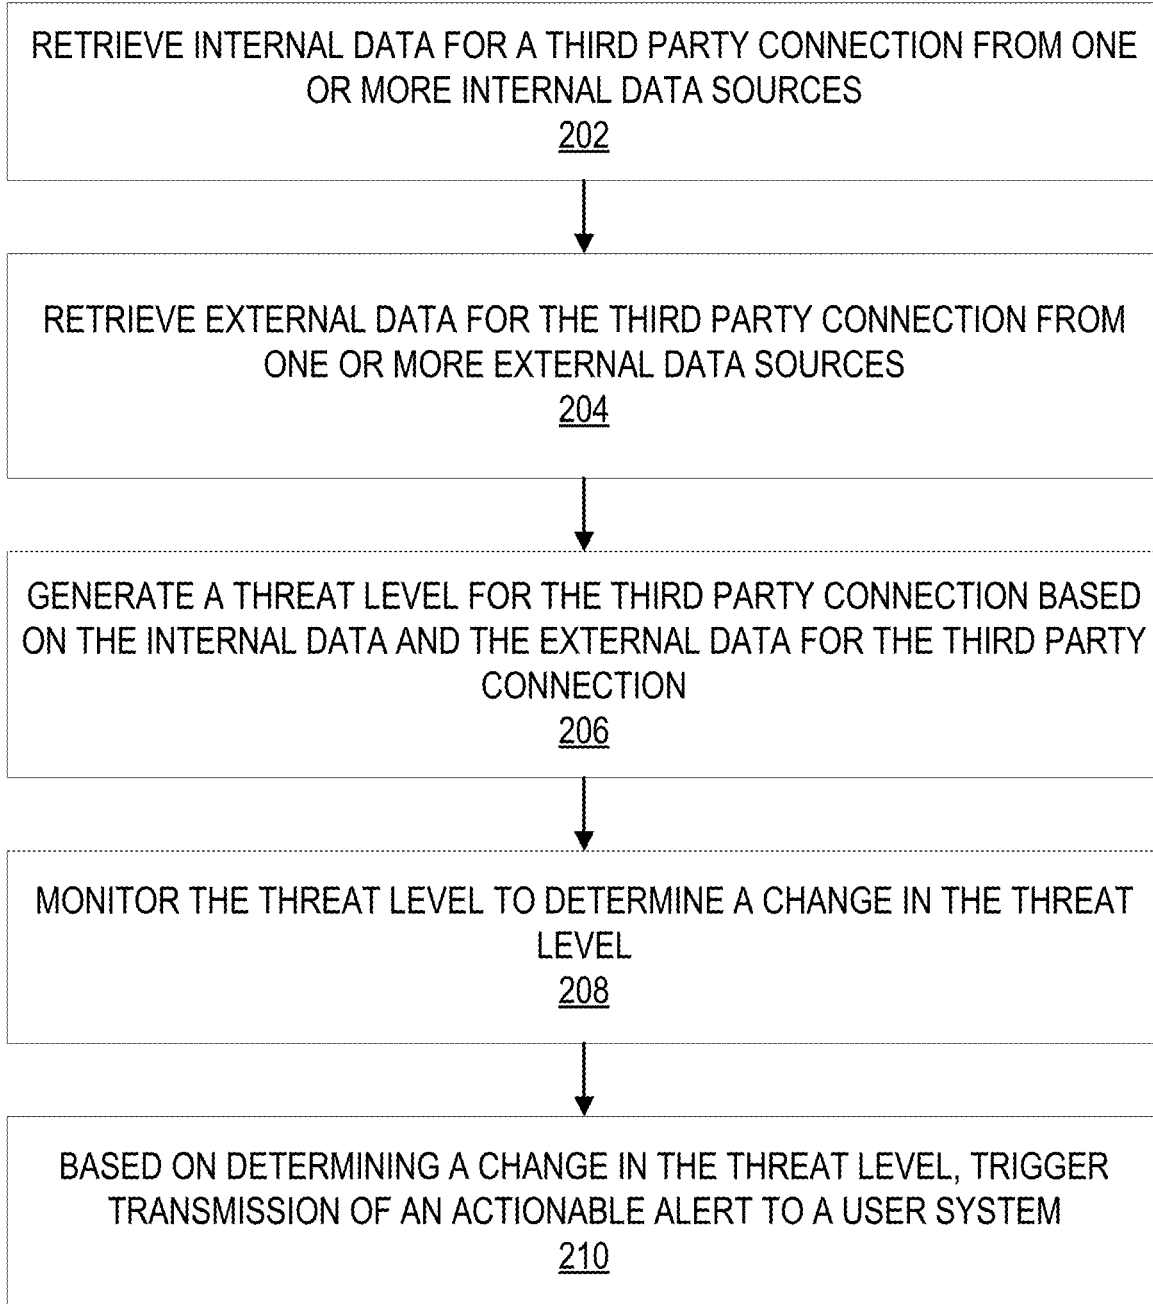 RETRIEVE INTERNAL DATA FOR A THIRD PARTY CONNECTION FROM ONE
OR MORE INTERNAL DATA SOURCES
202
RETRIEVE EXTERNAL DATA FOR THE THIRD PARTY CONNECTION FROM
ONE OR MORE EXTERNAL DATA SOURCES
204
GENERATE A THREAT LEVEL FOR THE THIRD PARTY CONNECTION BASED
ON THE INTERNAL DATA AND THE EXTERNAL DATA FOR THE THIRD PARTY
CONNECTION
206
MONITOR THE THREAT LEVEL TO DETERMINE A CHANGE IN THE THREAT
LEVEL
208
BASED ON DETERMINING A CHANGE IN THE THREAT LEVEL, TRIGGER
TRANSMISSION OF AN ACTIONABLE ALERT TO A USER SYSTEM
210